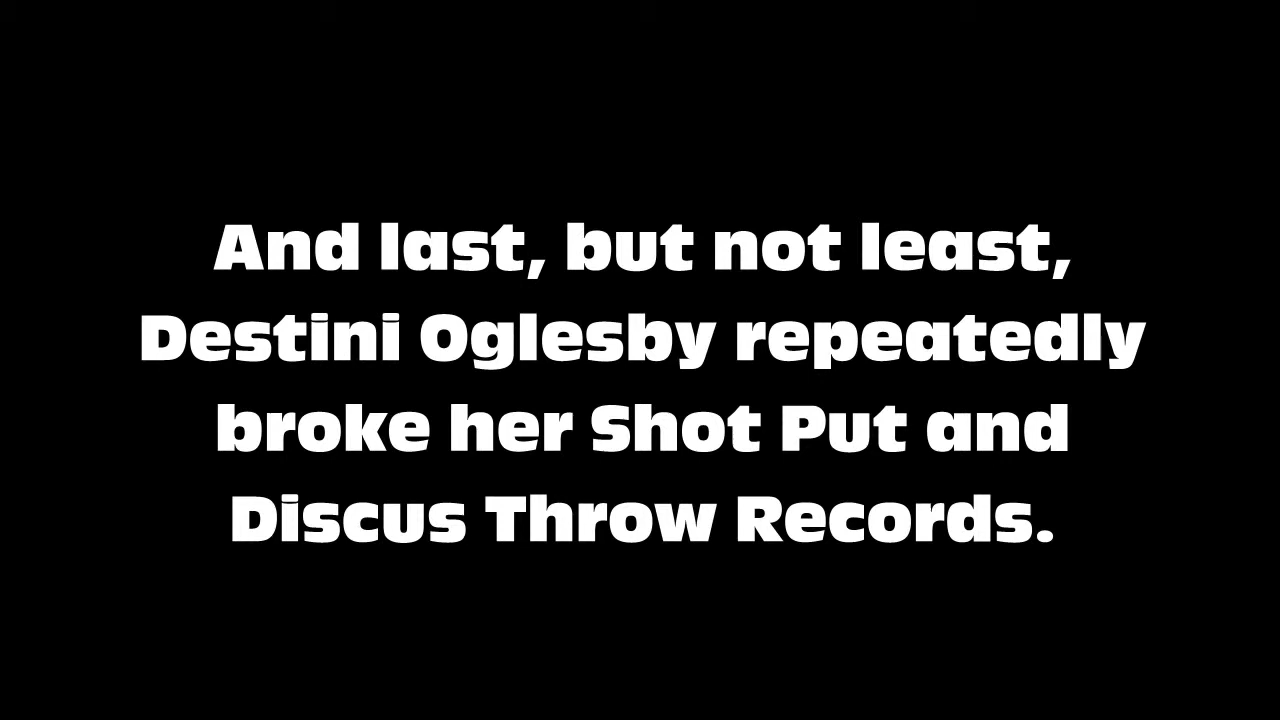 And last, but not least,
Destini Oglesby repeatedly
broke her Shot Put and
Discus Throw Records.